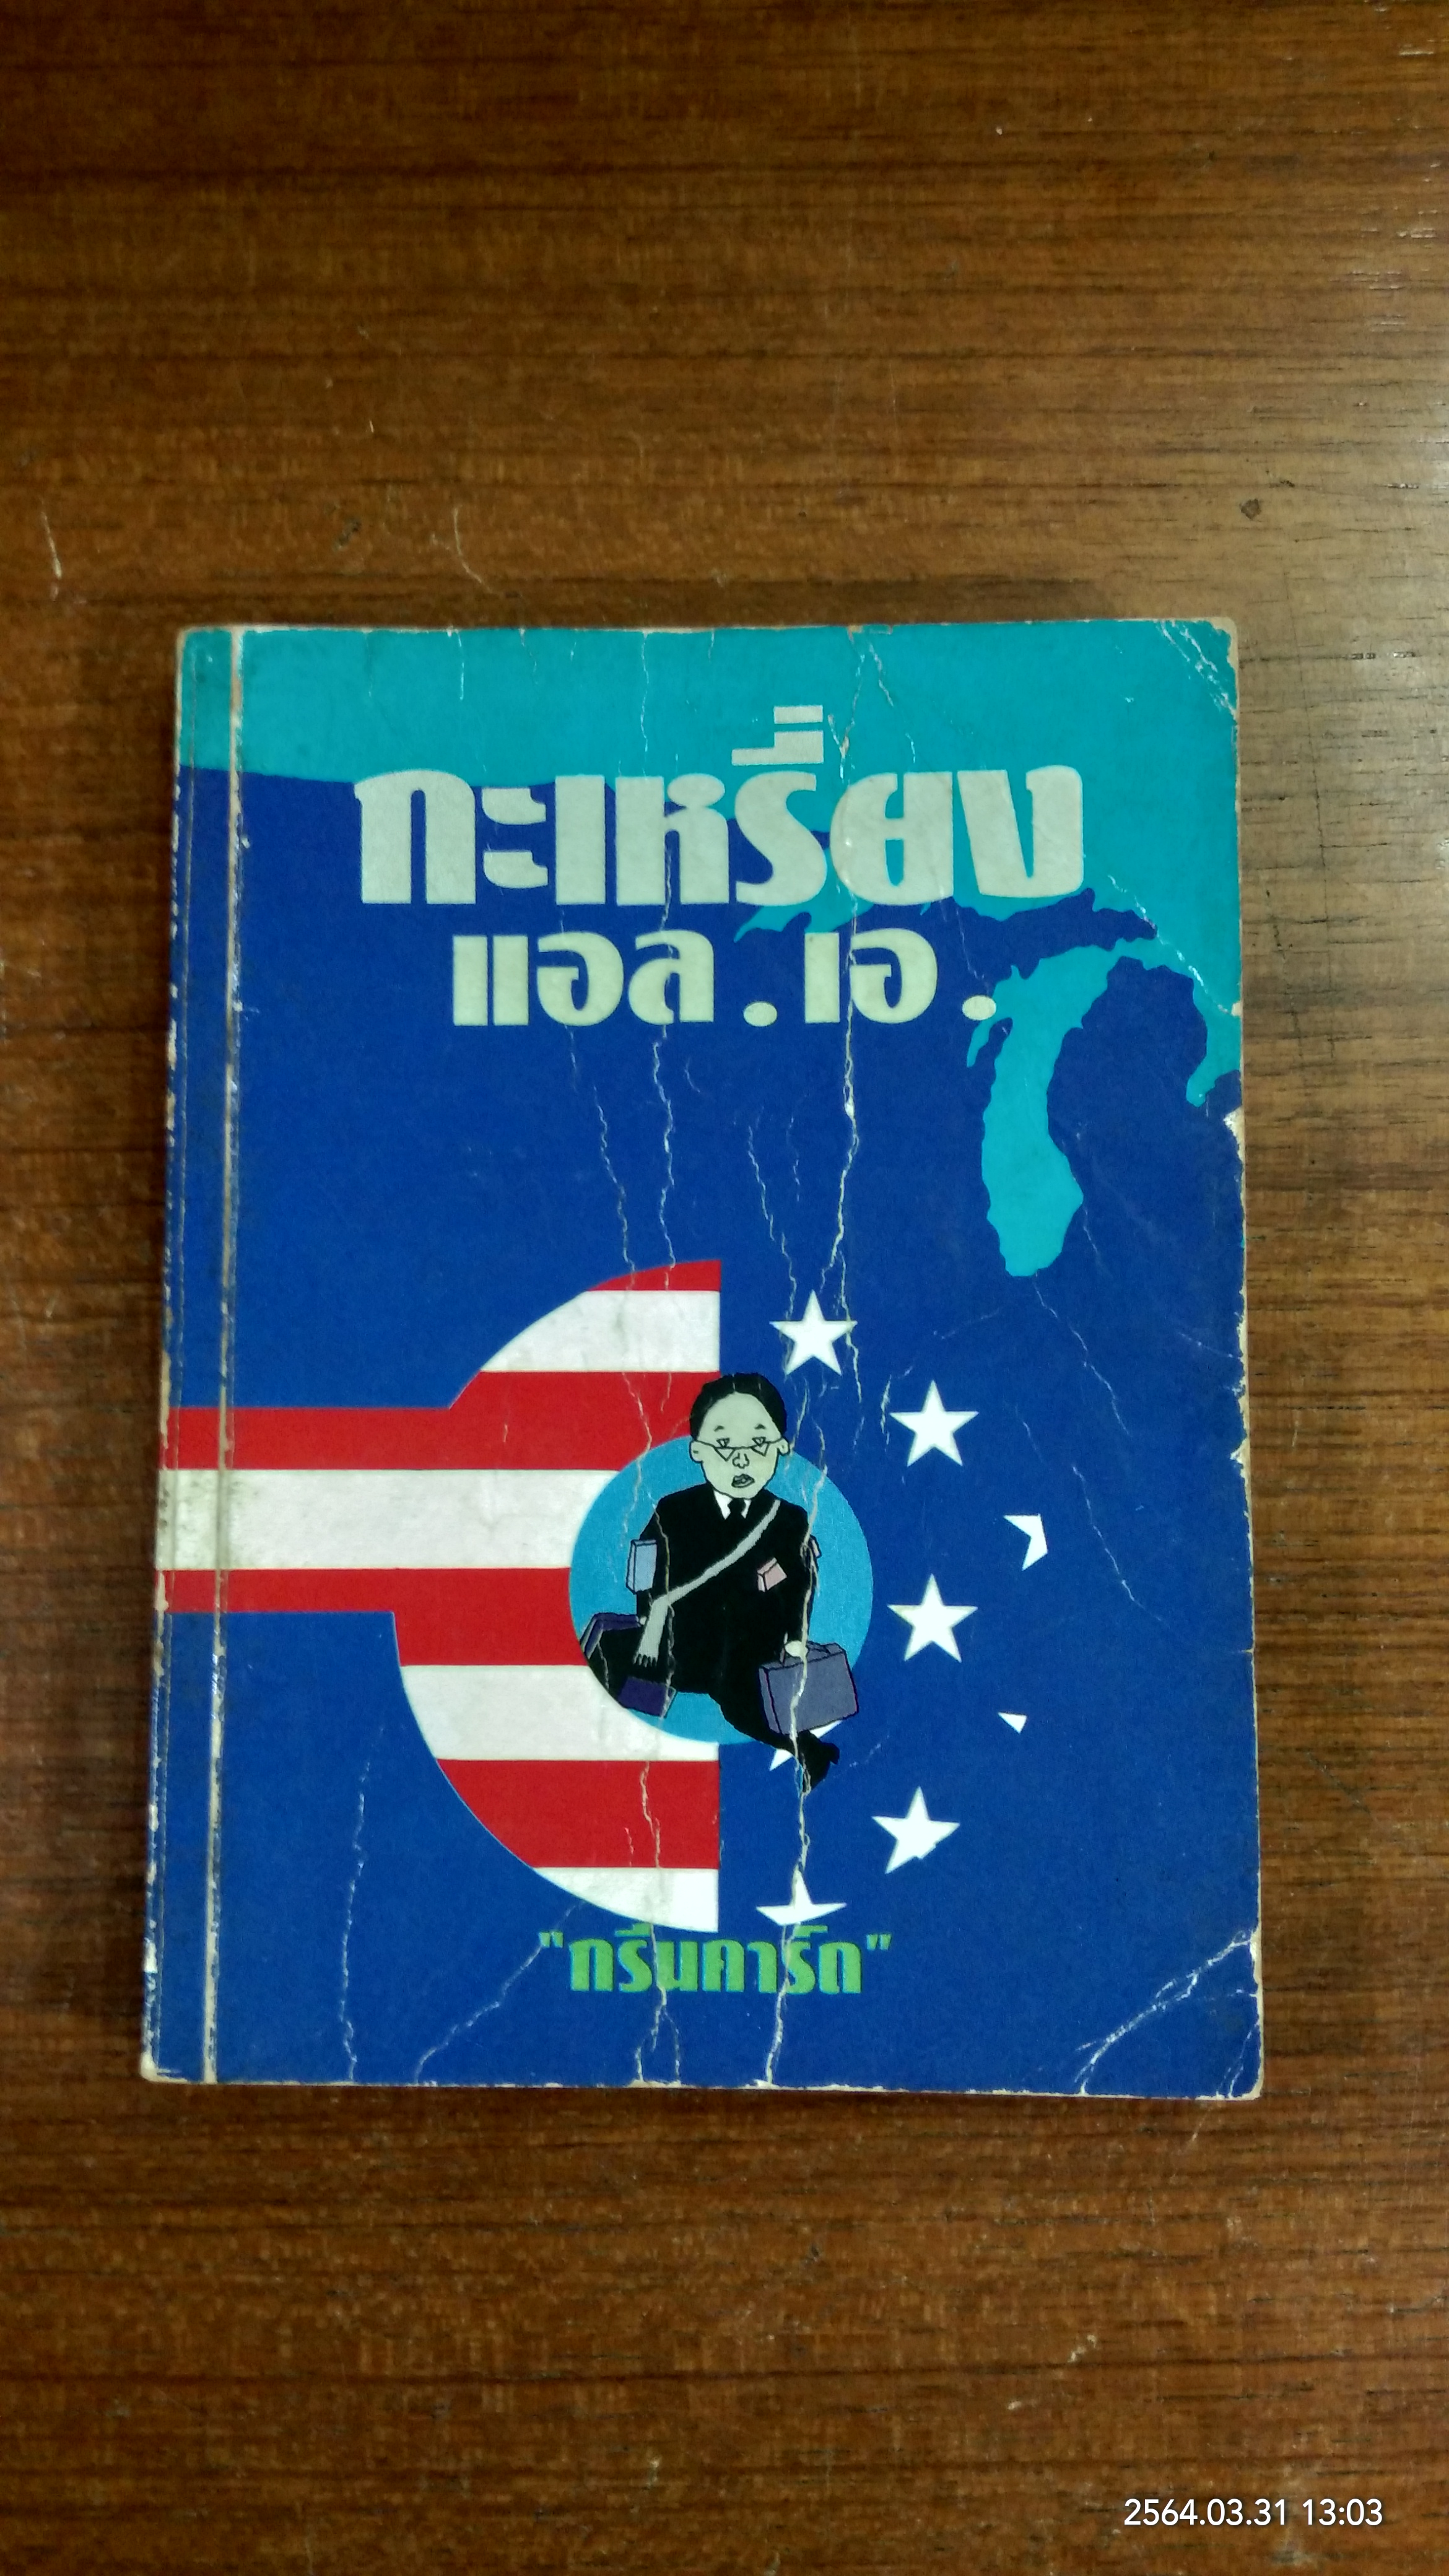 กะเหรี่ยง
แอล.เอ.
"กรีนคาร์ด"
2564.03.31 13:03